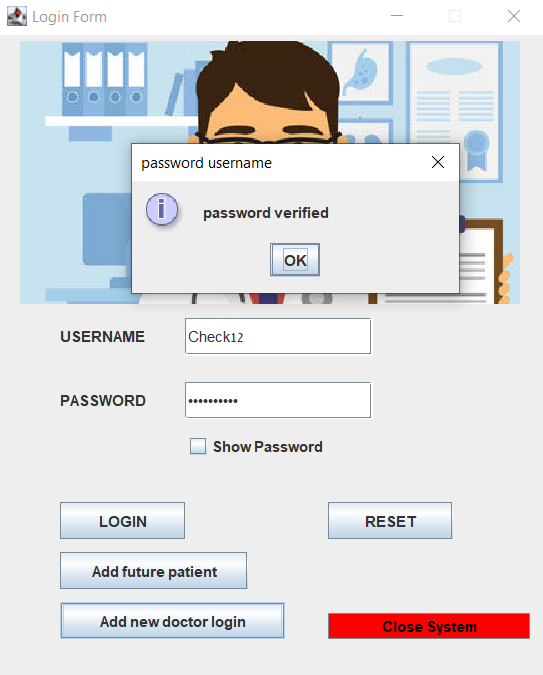 Login Form
password username
password verified
OK
USERNAME
Check12
PASSWORD
••••••••••
Show Password
LOGIN
RESET
Add future patient
Add new doctor login
Close System